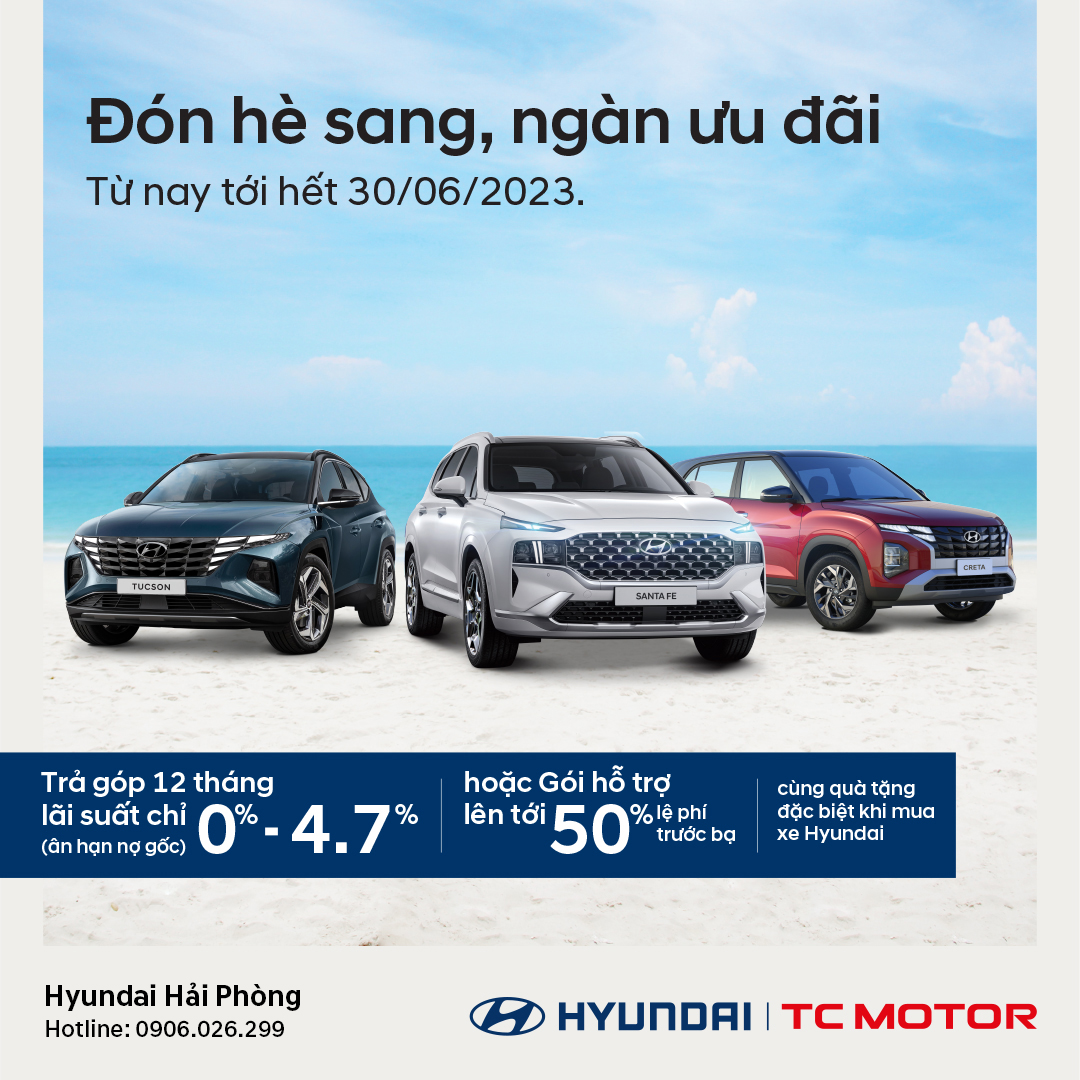 Đón hè sang, ngàn ưu đãi
Từ nay tới hết 30/06/2023.
TUCSON
SANTA FE
CRETA
Trả góp 12 tháng
lãi suất chỉ 0% - 4.7%
(ân hạn nợ gốc)
hoặc Gói hỗ trợ
lên tới 50% lệ phí
trước bạ
cùng quà tặng
đặc biệt khi mua
xe Hyundai
Hyundai Hải Phòng
Hotline: 0906.026.299
HYUNDAI | TC MOTOR